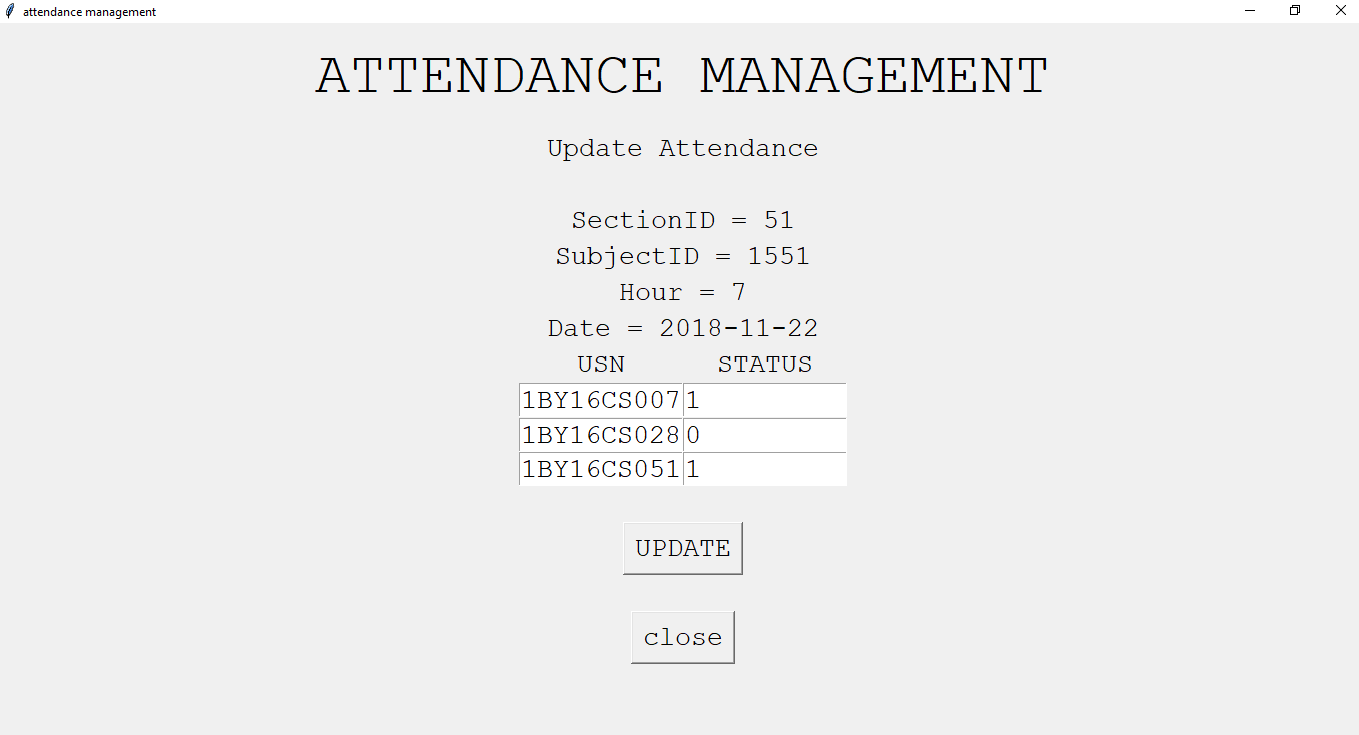 attendance management
ATTENDANCE MANAGEMENT
Update Attendance
SectionID = 51
SubjectID = 1551
Hour = 7
Date = 2018-11-22
USN STATUS
1BY16CS007 1
1BY16CS028 0
1BY16CS051 1
UPDATE
close